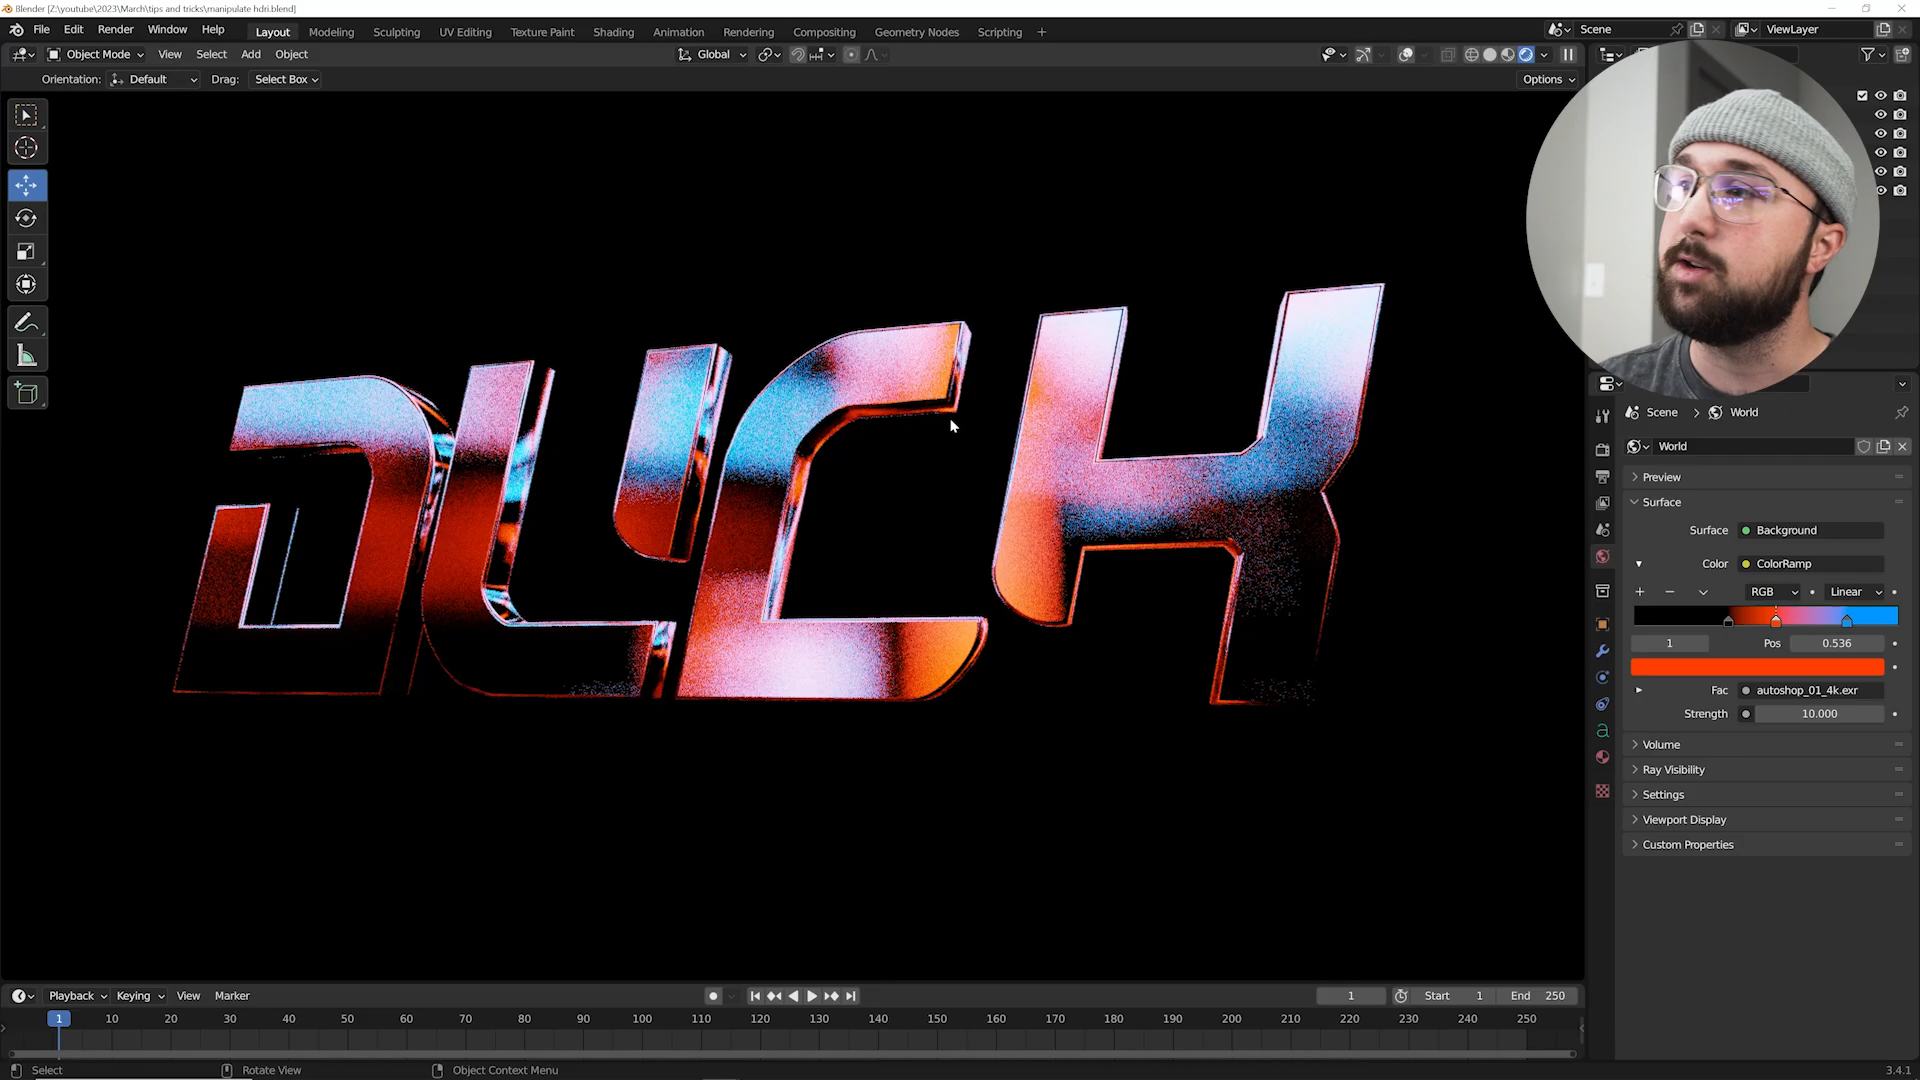 Blender [Z:\youtube\2023\March\tips and tricks\manipulate hdri.blend]
File Edit Render Window Help Layout Modeling Sculpting UV Editing Texture Paint Shading Animation Rendering Compositing Geometry Nodes Scripting + Scene ViewLayer
Object Mode View Select Add Object Global
Orientation: Default Drag: Select Box Options
DUCH
Scene > World
World
Preview
Surface
Surface Background
Color ColorRamp
RGB Linear
1 Pos 0.536
Fac autoshop_01_4k.exr
Strength 10.000
Volume
Ray Visibility
Settings
Viewport Display
Custom Properties
Playback Keying View Marker 1 Start 1 End 250
1 10 20 30 40 50 60 70 80 90 100 110 120 130 140 150 160 170 180 190 200 210 220 230 240 250
Select Rotate View Object Context Menu 3.4.1